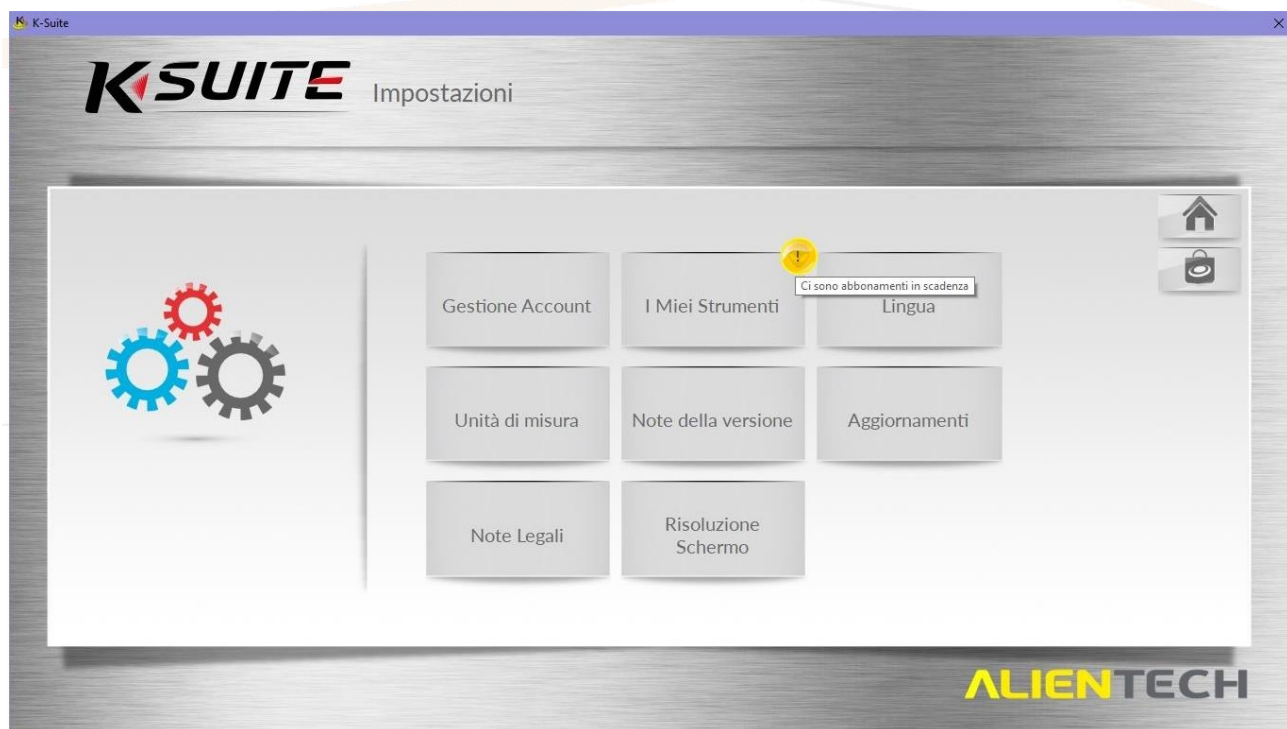 K-Suite
KSUITE Impostazioni
!
Ci sono abbonamenti in scadenza
Gestione Account
I Miei Strumenti
Lingua
Unità di misura
Note della versione
Aggiornamenti
Note Legali
Risoluzione
Schermo
ALIENTECH